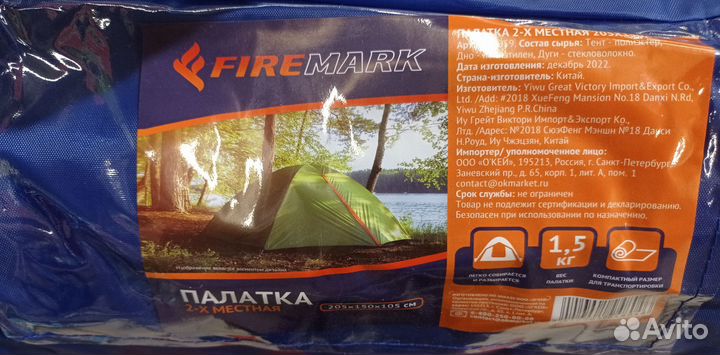 FIREMARK
Изображение может
ПАЛАТКА
2-Х МЕСТНАЯ
205x150x105 см
ПАЛАТКА 2-Х МЕСТНАЯ
Состав сырья: Тент - полиэстер,
Дно - Дуги - стекловолокно.
Дата изготовления: декабрь 2022.
Страна-изготовитель: Китай.
Изготовитель: Yiwu Great Victory Import&Export Co.,
Ltd. /Add: #2018 XueFeng Mansion No.18 Danxi N.Rd,
Yiwu Zhejiang P.R.China
Иу Грейт Виктори Импорт&Экспорт Ко.,
Лтд. /Адрес: №2018 СюэФенг Мэншн №18 Данси
Н.Роуд, Иу Чжэцзян, Китай
Импортер/ уполномоченное лицо:
ООО "О'КЕЙ", 195213, Россия, г. Санкт-Петербург,
Заневский пр., д. 65, корп. 1, лит. А, пом. 1
contact@okmarket.ru
Срок службы: не ограничен
Товар не подлежит сертификации и декларированию.
Безопасен при использовании по назначению.
1,5
КГ
ЛЕГКО СОБИРАЕТСЯ
И РАЗБИРАЕТСЯ
ВЕС
ПАЛАТКИ
КОМПАКТНЫЙ РАЗМЕР
ДЛЯ ТРАНСПОРТИРОВКИ
Avito